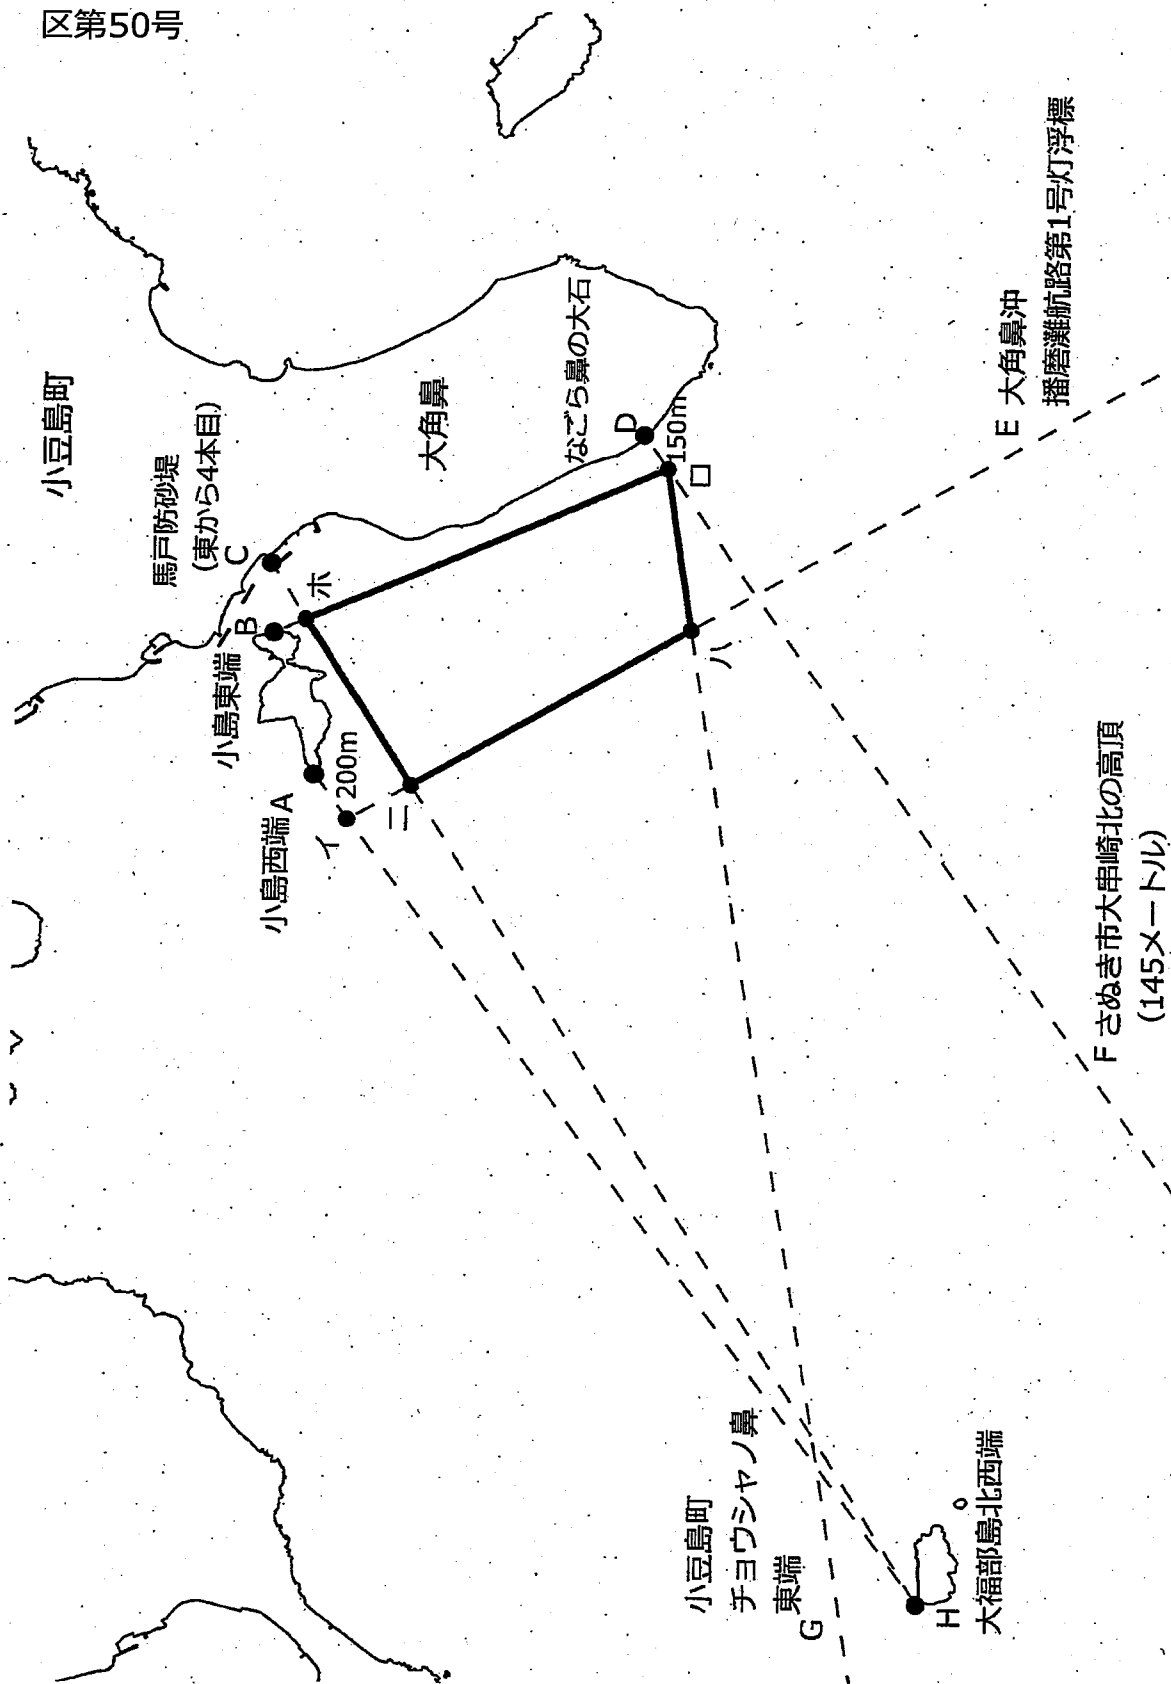 区第50号
小豆島町
馬戸防砂堤
(東から4本目)
C
ホ
B
小島東端
大角鼻
なごら鼻の大石
D
150m
ロ
E 大角鼻沖
播磨灘航路第1号灯浮標
ハ
小島西端 A
200m
イ
ニ
F さぬき市大串崎北の高頂
(145メートル)
小豆島町
チョウシャノ鼻
東端
G
H
大福部島北西端